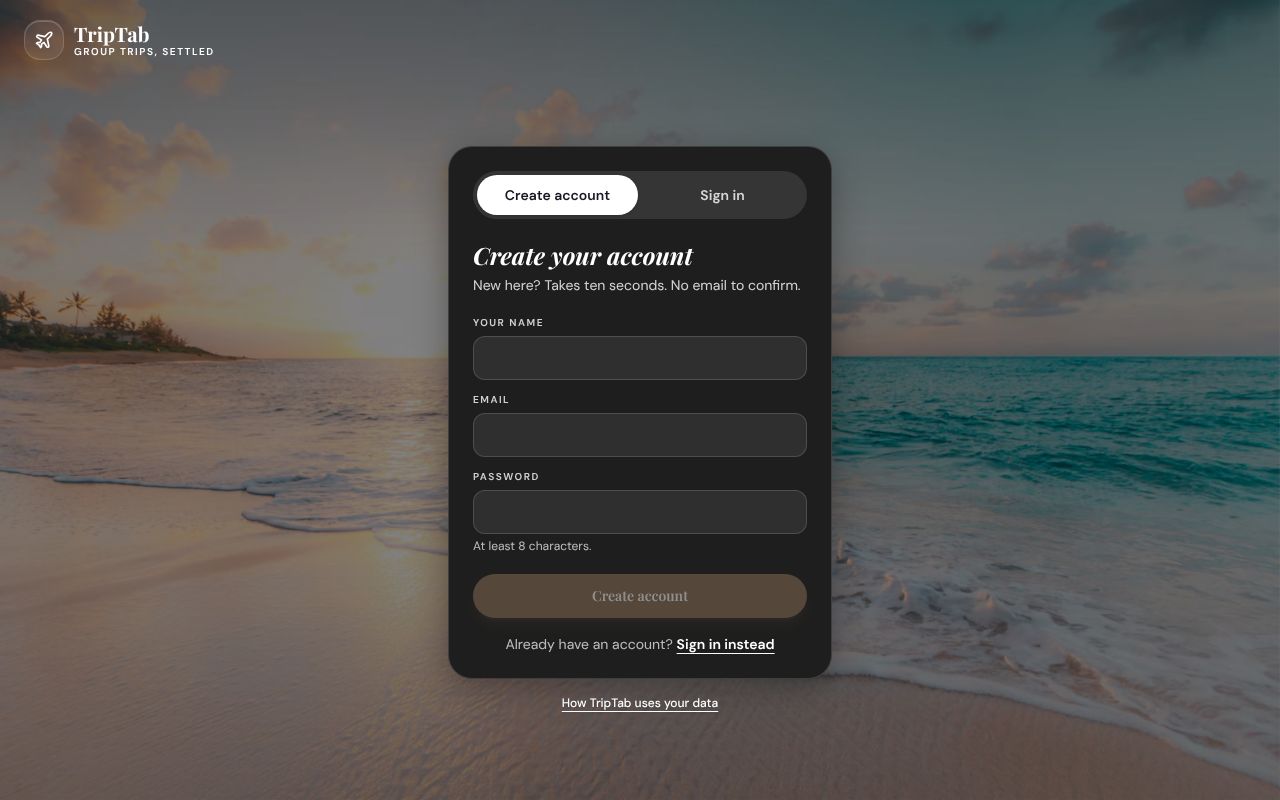 TripTab
GROUP TRIPS, SETTLED
Create account
Sign in
Create your account
New here? Takes ten seconds. No email to confirm.
YOUR NAME
EMAIL
PASSWORD
At least 8 characters.
Create account
Already have an account? Sign in instead
How TripTab uses your data